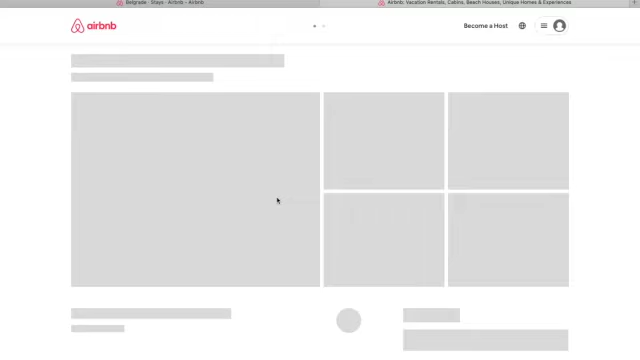 Belgrade · Stays · Airbnb - Airbnb
Airbnb: Vacation Rentals, Cabins, Beach Houses, Unique Homes & Experiences
airbnb
Become a Host